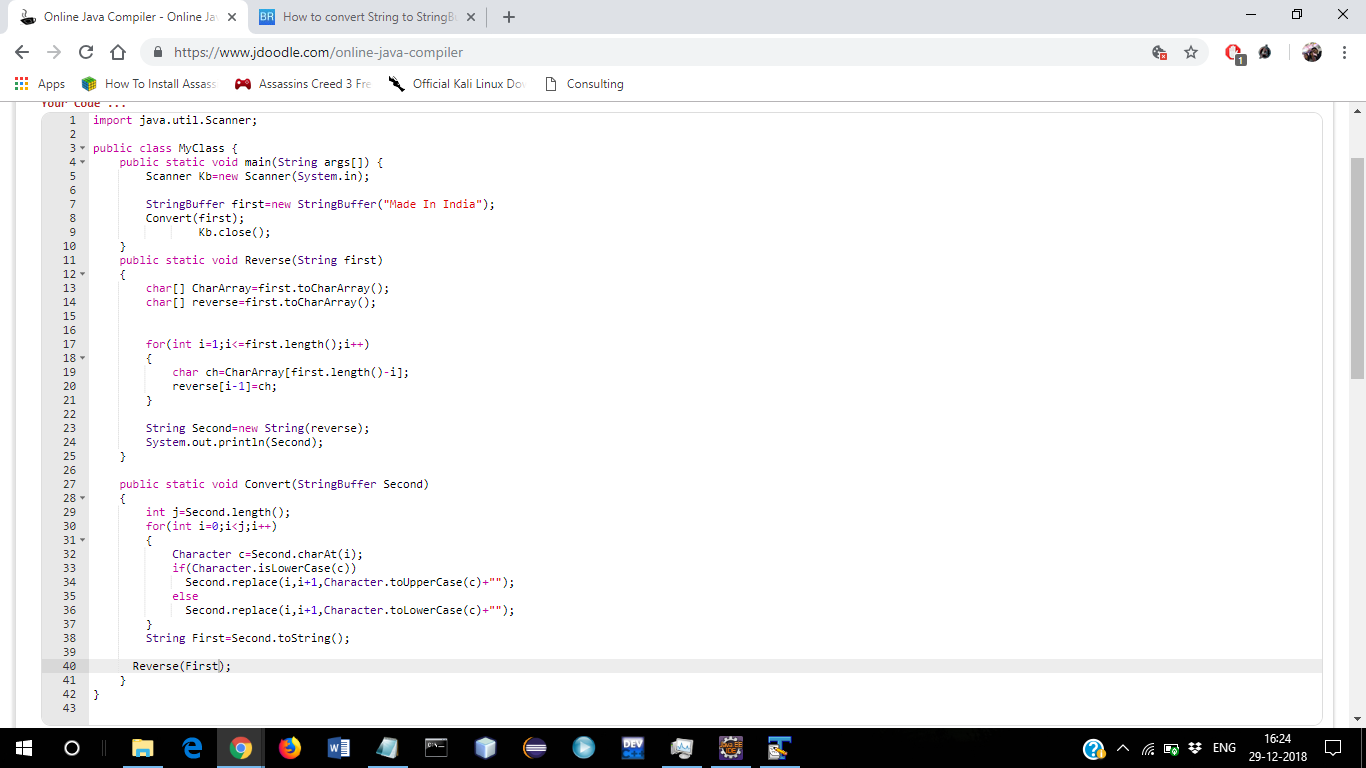 Online Java Compiler - Online Ja
How to convert String to StringB
https://www.jdoodle.com/online-java-compiler
1
Apps
How To Install Assass
Assassins Creed 3 Fre
Official Kali Linux Do
Consulting
Your Code ...
1 import java.util.Scanner;
2
3 public class MyClass {
4 public static void main(String args[]) {
5 Scanner Kb=new Scanner(System.in);
6
7 StringBuffer first=new StringBuffer("Made In India");
8 Convert(first);
9 Kb.close();
10 }
11 public static void Reverse(String first)
12 {
13 char[] CharArray=first.toCharArray();
14 char[] reverse=first.toCharArray();
15
16
17 for(int i=1;i<=first.length();i++)
18 {
19 char ch=CharArray[first.length()-i];
20 reverse[i-1]=ch;
21 }
22
23 String Second=new String(reverse);
24 System.out.println(Second);
25 }
26
27 public static void Convert(StringBuffer Second)
28 {
29 int j=Second.length();
30 for(int i=0;i<j;i++)
31 {
32 Character c=Second.charAt(i);
33 if(Character.isLowerCase(c))
34 Second.replace(i,i+1,Character.toUpperCase(c)+"");
35 else
36 Second.replace(i,i+1,Character.toLowerCase(c)+"");
37 }
38 String First=Second.toString();
39
40 Reverse(First);
41 }
42 }
43
ENG
16:24
29-12-2018